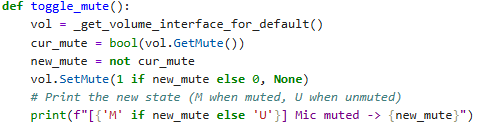 def toggle_mute():
    vol = _get_volume_interface_for_default()
    cur_mute = bool(vol.GetMute())
    new_mute = not cur_mute
    vol.SetMute(1 if new_mute else 0, None)
    # Print the new state (M when muted, U when unmuted)
    print(f"[{'M' if new_mute else 'U'}] Mic muted -> {new_mute}")